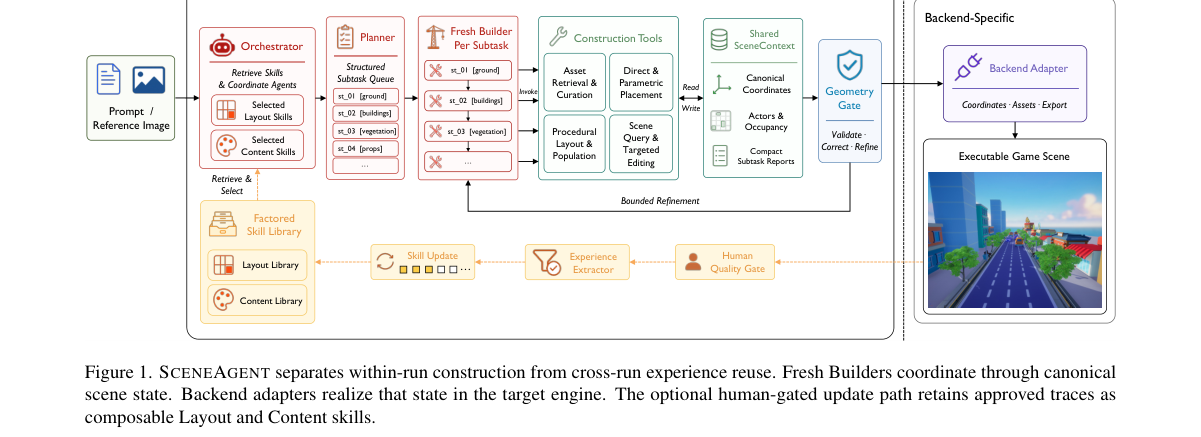 Backend-Specific
Prompt /
Reference Image
Orchestrator
Retrieve Skills
& Coordinate Agents
Selected
Layout Skills
Selected
Content Skills
Planner
Structured
Subtask Queue
st_01 [ground]
st_02 [buildings]
st_03 [vegetation]
st_04 [props]
...
Fresh Builder
Per Subtask
st_01 [ground]
st_02 [buildings]
st_03 [vegetation]
...
Invoke
Construction Tools
Asset
Retrieval &
Curation
Direct &
Parametric
Placement
Procedural
Layout &
Population
Scene
Query &
Targeted
Editing
Read
Write
Shared
SceneContext
Canonical
Coordinates
Actors &
Occupancy
Compact
Subtask Reports
Geometry
Gate
Validate ·
Correct · Refine
Backend Adapter
Coordinates · Assets · Export
Executable Game Scene
Bounded Refinement
Retrieve &
Select
Factored
Skill Library
Layout Library
Content Library
Skill Update
...
Experience
Extractor
Human
Quality Gate
Figure 1. SCENEAGENT separates within-run construction from cross-run experience reuse. Fresh Builders coordinate through canonical
scene state. Backend adapters realize that state in the target engine. The optional human-gated update path retains approved traces as
composable Layout and Content skills.